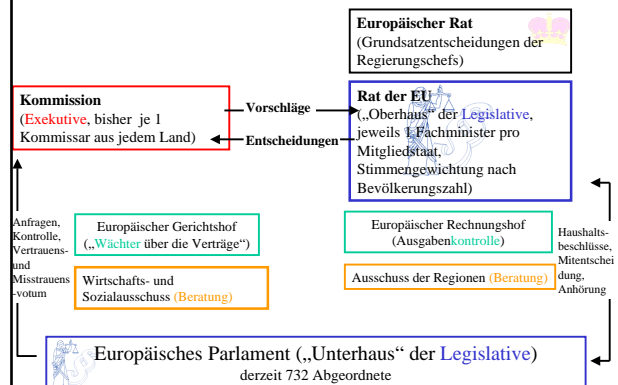 Europäischer Rat
(Grundsatzentscheidungen der
Regierungschefs)
Kommission
(Exekutive, bisher je 1
Kommissar aus jedem Land)
Vorschläge
Entscheidungen
Rat der EU
(„Oberhaus“ der Legislative,
jeweils 1 Fachminister pro
Mitgliedstaat,
Stimmengewichtung nach
Bevölkerungszahl)
Anfragen,
Kontrolle,
Vertrauens-
und
Misstrauens
-votum
Europäischer Gerichtshof
(„Wächter über die Verträge“)
Wirtschafts- und
Sozialausschuss (Beratung)
Europäischer Rechnungshof
(Ausgabenkontrolle)
Ausschuss der Regionen (Beratung)
Haushalts-
beschlüsse,
Mitentschei
dung,
Anhörung
Europäisches Parlament („Unterhaus“ der Legislative)
derzeit 732 Abgeordnete